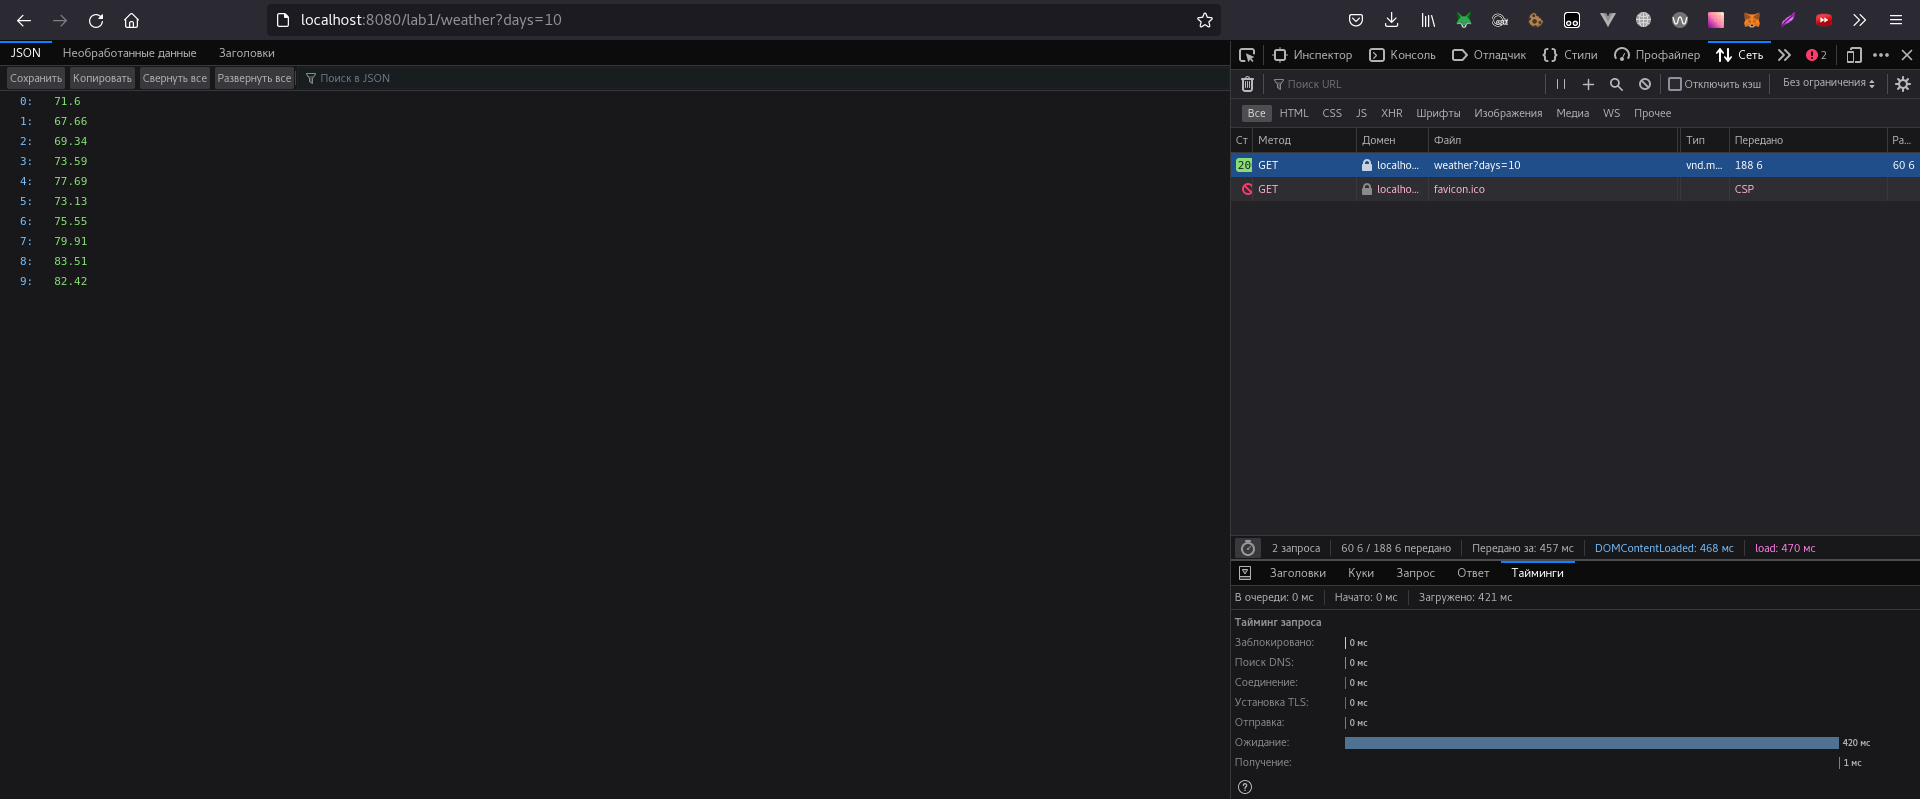 localhost:8080/lab1/weather?days=10
JSON Необработанные данные Заголовки
Сохранить Копировать Свернуть все Развернуть все Поиск в JSON
0: 71.6
1: 67.66
2: 69.34
3: 73.59
4: 77.69
5: 73.13
6: 75.55
7: 79.91
8: 83.51
9: 82.42
Инспектор Консоль Отладчик Стили Профайлер Сеть 2
Поиск URL Отключить кэш Без ограничения
Все HTML CSS JS XHR Шрифты Изображения Медиа WS Прочее
Ст Метод Домен Файл Тип Передано Ра...
20 GET localho... weather?days=10 vnd.m... 188 б 60 б
GET localho... favicon.ico CSP
2 запроса 60 б / 188 б передано Передано за: 457 мс DOMContentLoaded: 468 мс load: 470 мс
Заголовки Куки Запрос Ответ Тайминги
В очереди: 0 мс Начато: 0 мс Загружено: 421 мс
Тайминг запроса
Заблокировано: 0 мс
Поиск DNS: 0 мс
Соединение: 0 мс
Установка TLS: 0 мс
Отправка: 0 мс
Ожидание: 420 мс
Получение: 1 мс